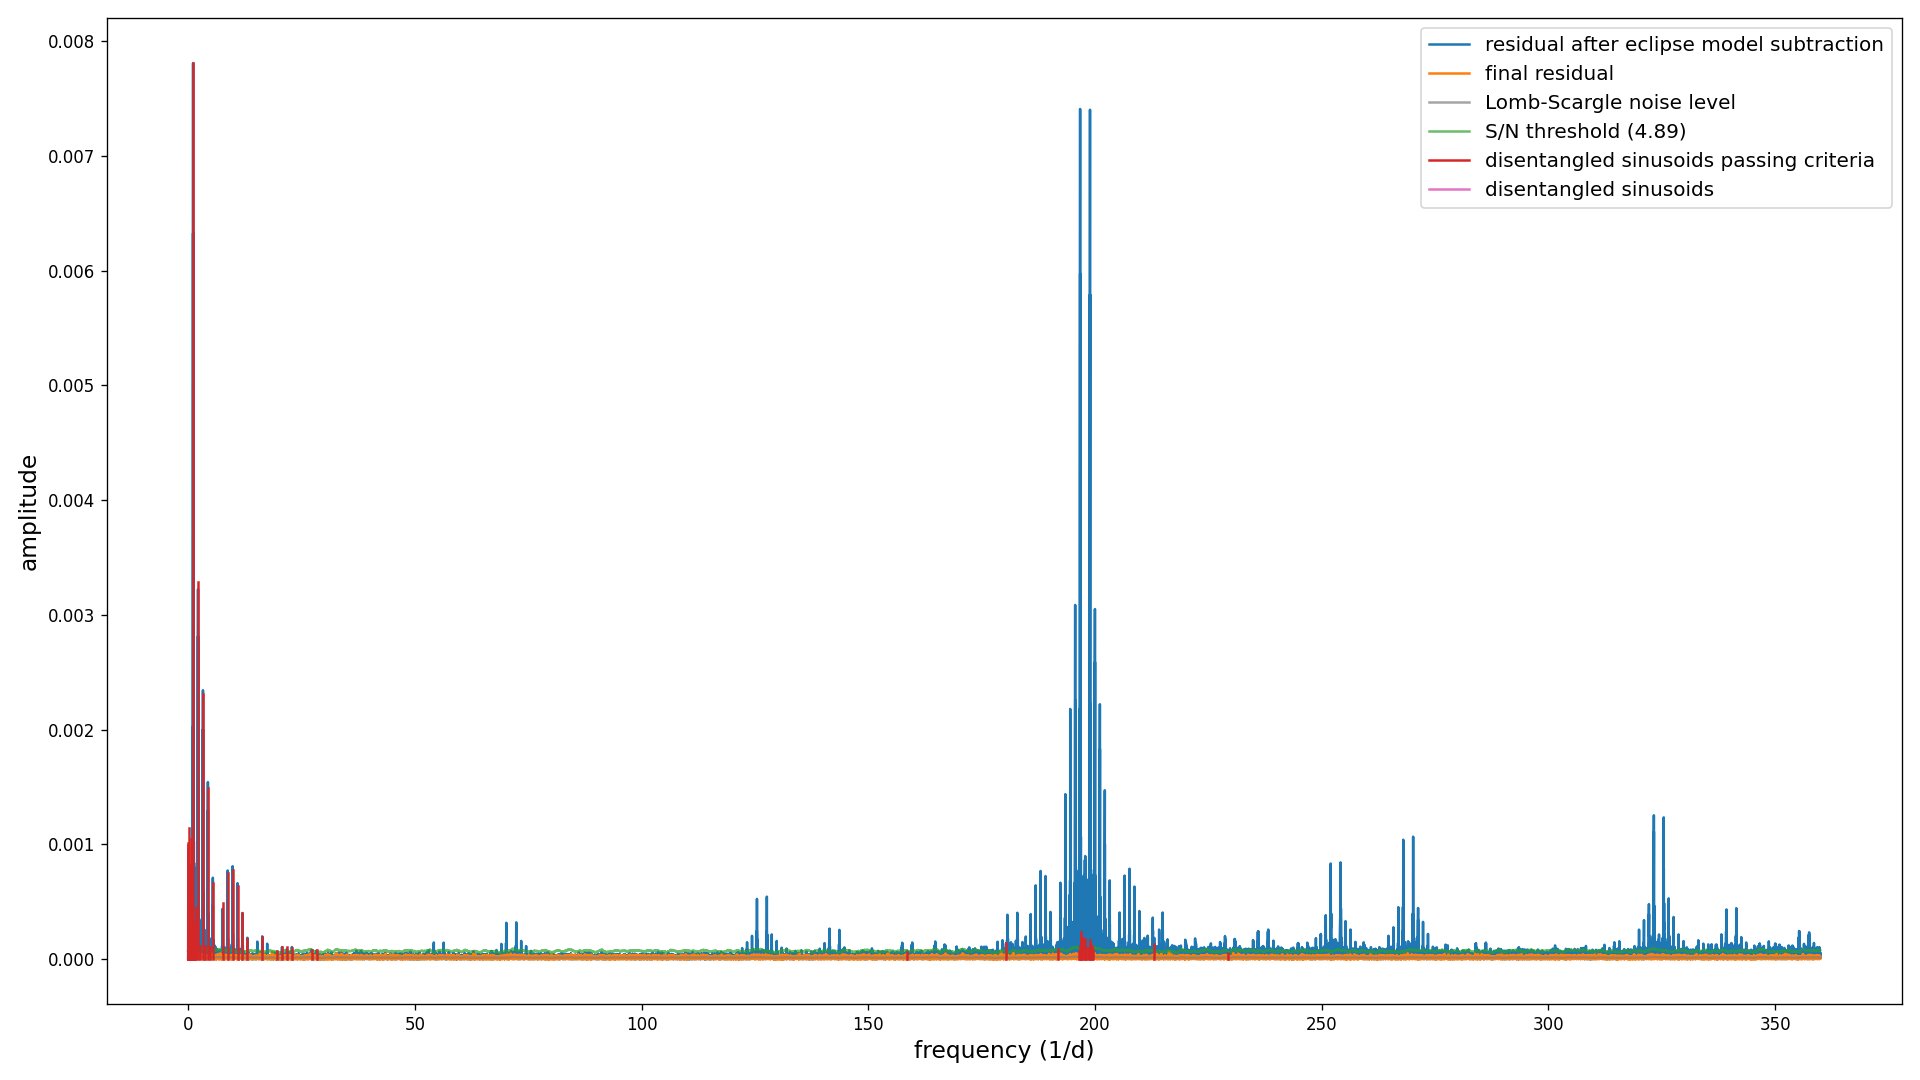 residual after eclipse model subtraction
final residual
Lomb-Scargle noise level
S/N threshold (4.89)
disentangled sinusoids passing criteria
disentangled sinusoids
0.008
0.007
0.006
0.005
0.004
0.003
0.002
0.001
0.000
amplitude
0 50 100 150 200 250 300 350
frequency (1/d)